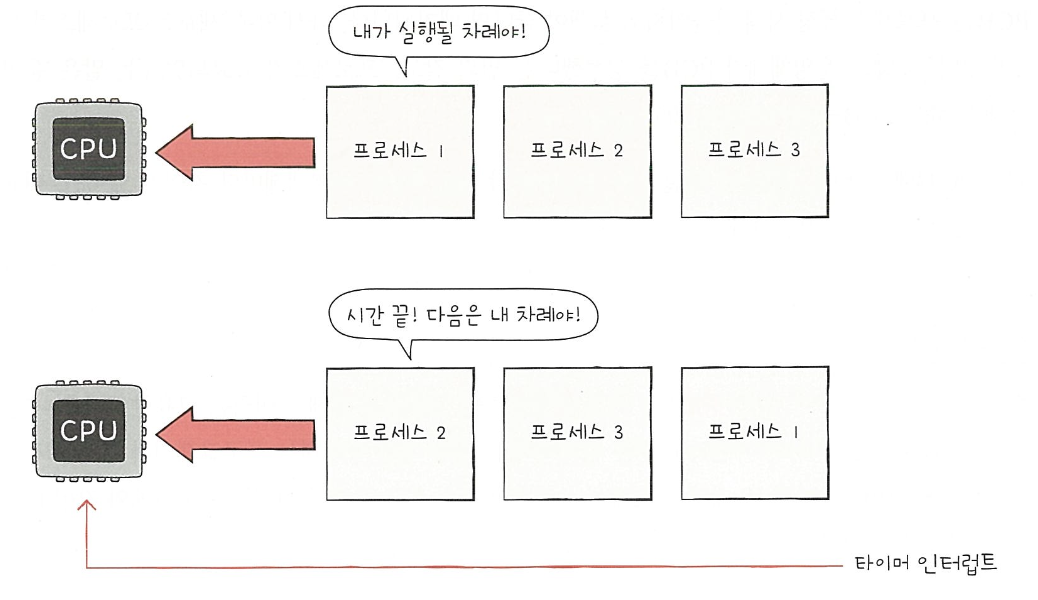 내가 실행될 차례야!
CPU
프로세스 1
프로세스 2
프로세스 3
시간 끝! 다음은 내 차례야!
CPU
프로세스 2
프로세스 3
프로세스 1
타이머 인터럽트